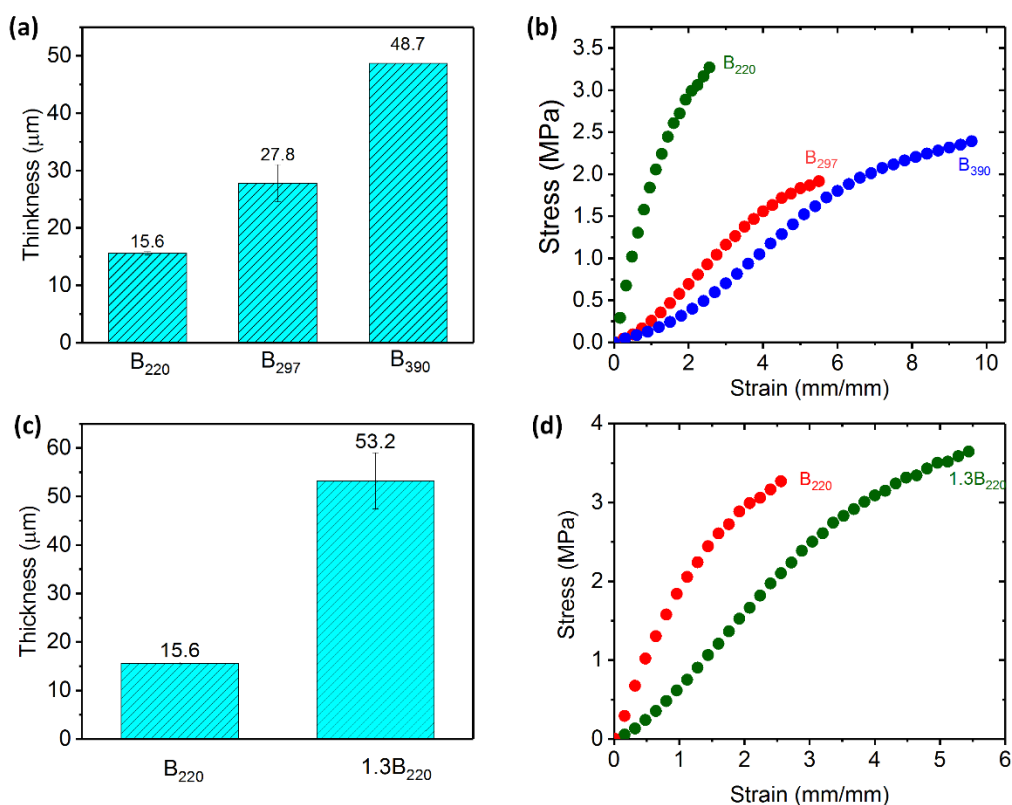 (a)
Thinkness (μm)
50
40
30
20
10
0
15.6
27.8
48.7
B220
B297
B390
(b)
Stress (MPa)
3.5
3.0
2.5
2.0
1.5
1.0
0.5
0.0
B220
B297
B390
0 2 4 6 8 10
Strain (mm/mm)
(c)
Thickness (μm)
60
50
40
30
20
10
0
15.6
53.2
B220
1.3B220
(d)
Stress (MPa)
4
3
2
1
0
B220
1.3B220
0 1 2 3 4 5 6
Strain (mm/mm)